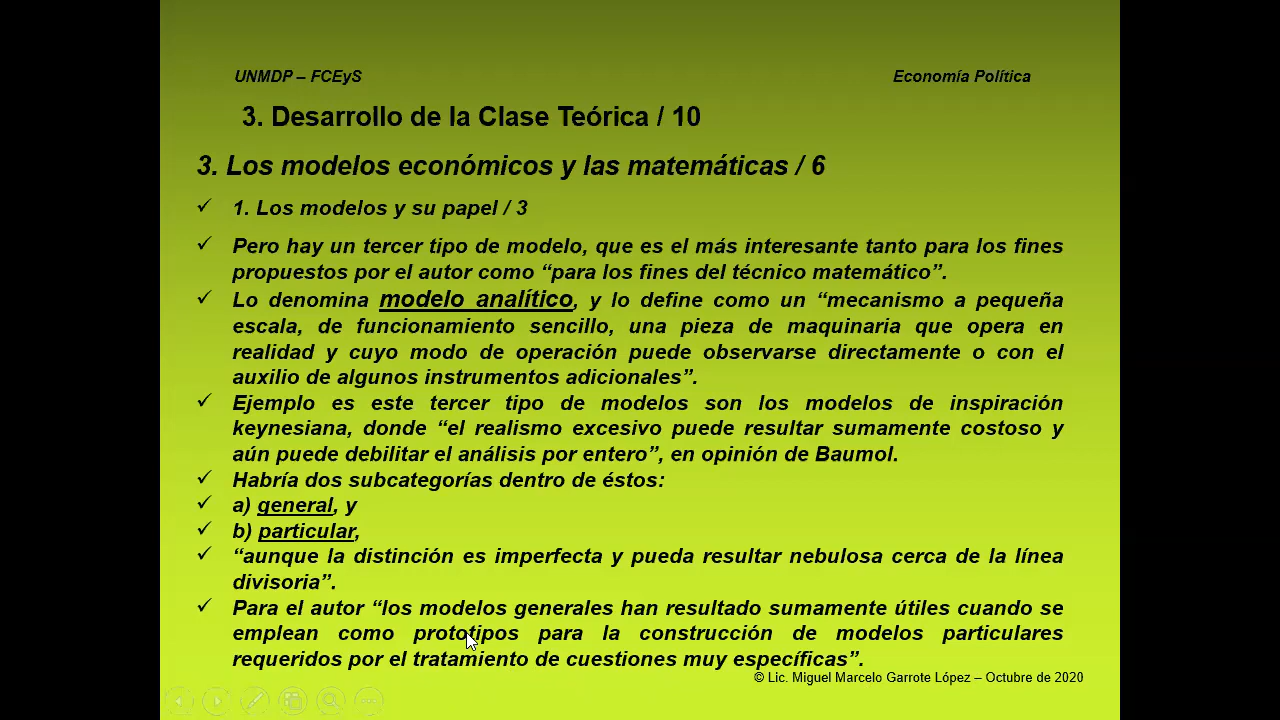 UNMDP – FCEyS
Economía Política
3. Desarrollo de la Clase Teórica / 10
3. Los modelos económicos y las matemáticas / 6
✓ 1. Los modelos y su papel / 3
✓ Pero hay un tercer tipo de modelo, que es el más interesante tanto para los fines
propuestos por el autor como “para los fines del técnico matemático”.
✓ Lo denomina modelo analítico, y lo define como un “mecanismo a pequeña
escala, de funcionamiento sencillo, una pieza de maquinaria que opera en
realidad y cuyo modo de operación puede observarse directamente o con el
auxilio de algunos instrumentos adicionales”.
✓ Ejemplo es este tercer tipo de modelos son los modelos de inspiración
keynesiana, donde “el realismo excesivo puede resultar sumamente costoso y
aún puede debilitar el análisis por entero”, en opinión de Baumol.
✓ Habría dos subcategorías dentro de éstos:
✓ a) general, y
✓ b) particular,
✓ “aunque la distinción es imperfecta y pueda resultar nebulosa cerca de la línea
divisoria”.
✓ Para el autor “los modelos generales han resultado sumamente útiles cuando se
emplean como prototipos para la construcción de modelos particulares
requeridos por el tratamiento de cuestiones muy específicas”.
© Lic. Miguel Marcelo Garrote López – Octubre de 2020